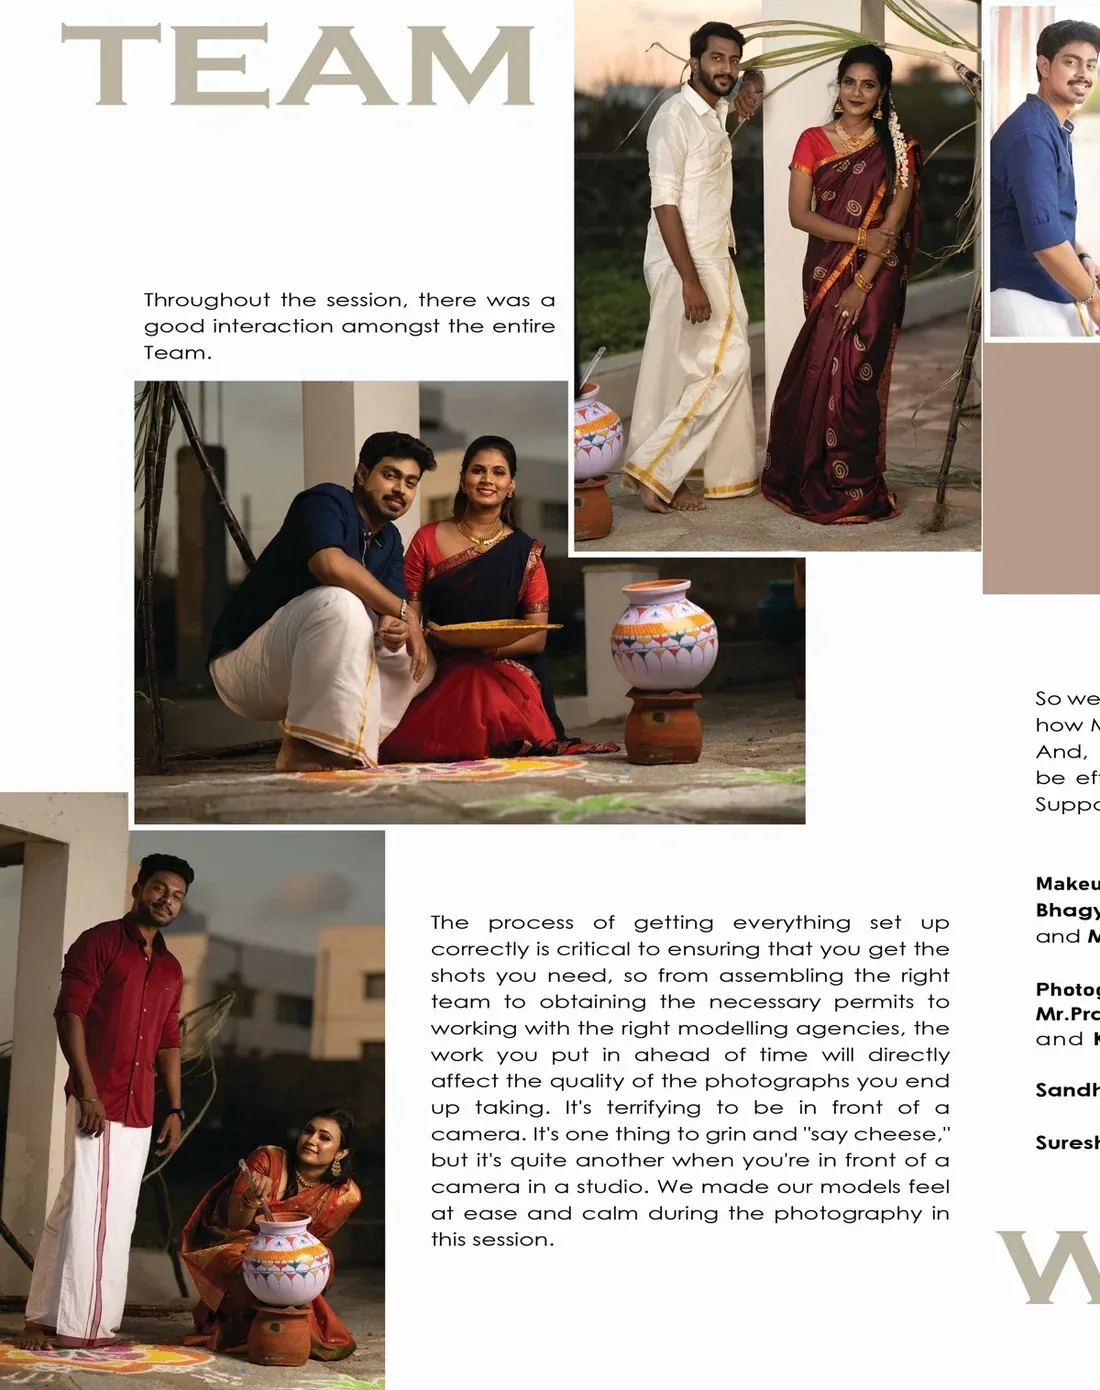 TEAM
Throughout the session, there was a
good interaction amongst the entire
Team.
The process of getting everything set up
correctly is critical to ensuring that you get the
shots you need, so from assembling the right
team to obtaining the necessary permits to
working with the right modelling agencies, the
work you put in ahead of time will directly
affect the quality of the photographs you end
up taking. It's terrifying to be in front of a
camera. It's one thing to grin and "say cheese,"
but it's quite another when you're in front of a
camera in a studio. We made our models feel
at ease and calm during the photography in
this session.
So we
how
And,
be
and
and